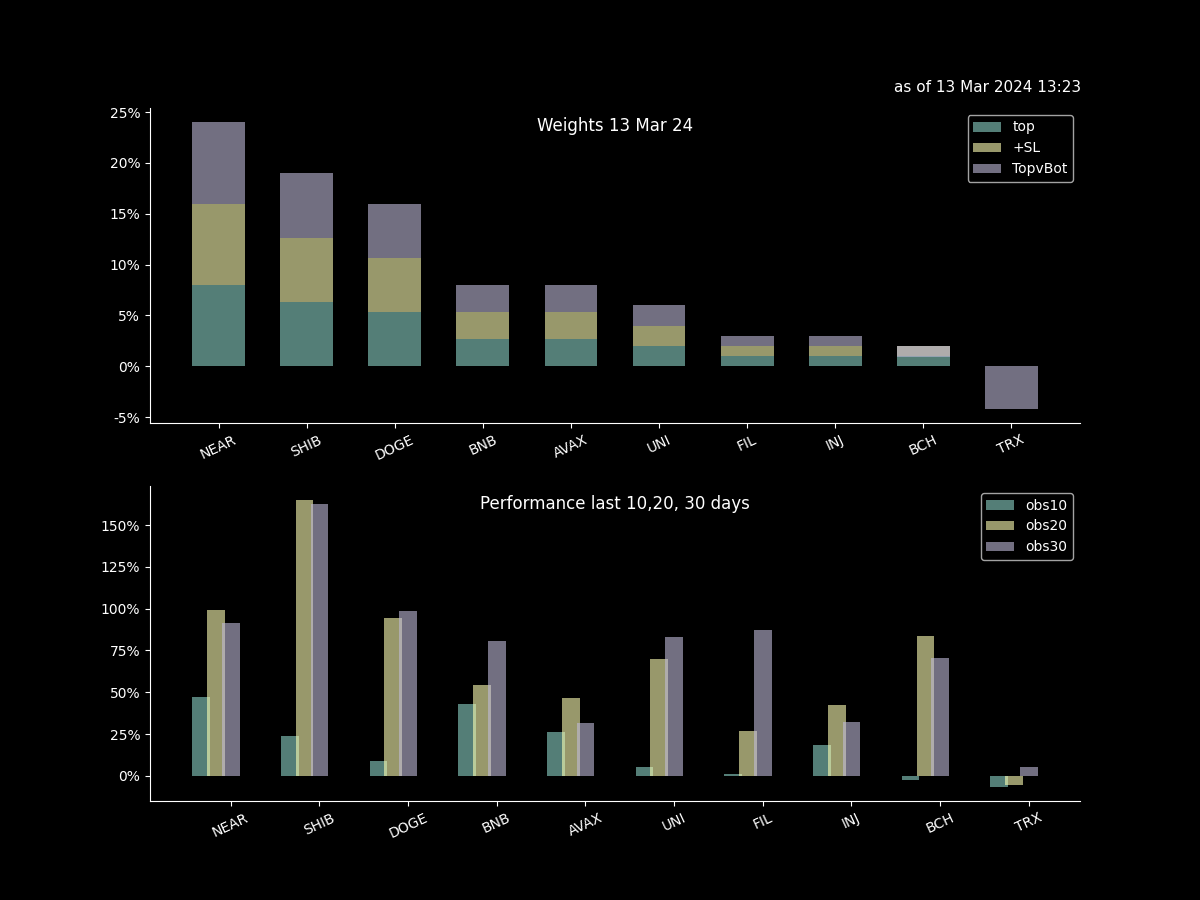 as of 13 Mar 2024 13:23
Weights 13 Mar 24
25%
20%
15%
10%
5%
0%
-5%
top
+SL
TopvBot
NEAR SHIB DOGE BNB AVAX UNI FIL INJ BCH TRX
Performance last 10,20, 30 days
150%
125%
100%
75%
50%
25%
0%
obs10
obs20
obs30
NEAR SHIB DOGE BNB AVAX UNI FIL INJ BCH TRX